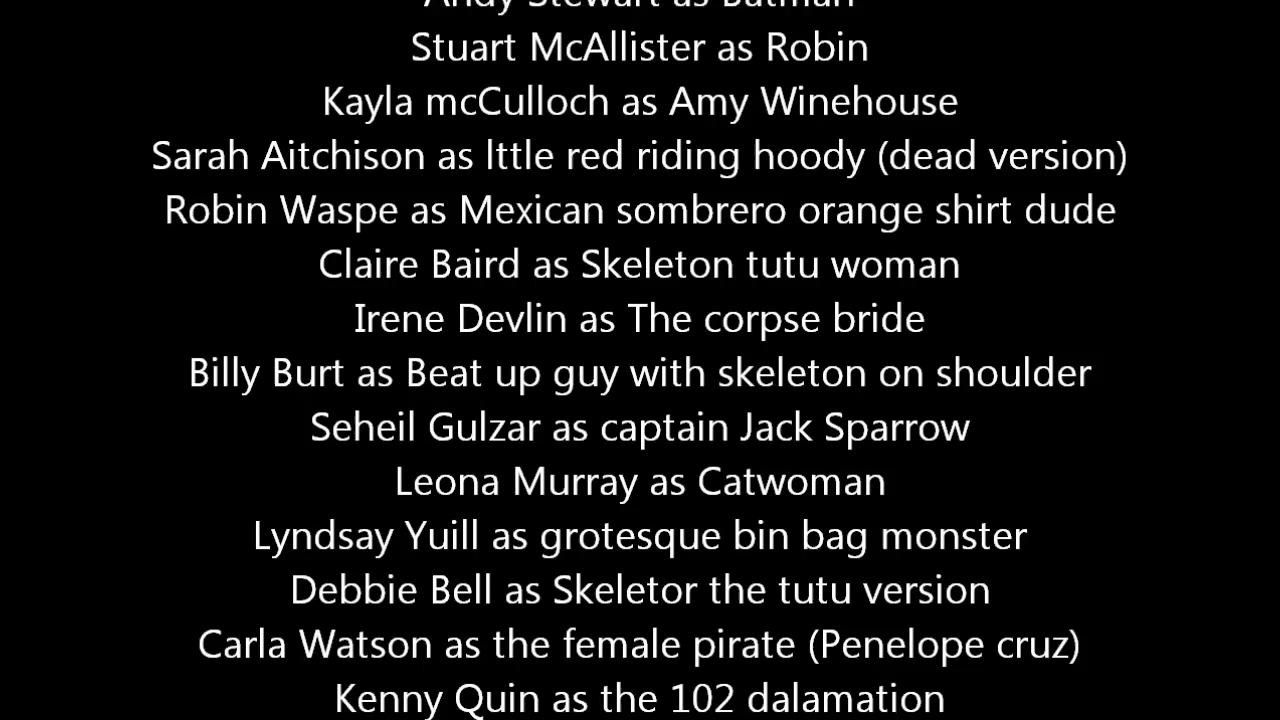 Andy Stewart as Batman
Stuart McAllister as Robin
Kayla mcCulloch as Amy Winehouse
Sarah Aitchison as lttle red riding hoody (dead version)
Robin Waspe as Mexican sombrero orange shirt dude
Claire Baird as Skeleton tutu woman
Irene Devlin as The corpse bride
Billy Burt as Beat up guy with skeleton on shoulder
Seheil Gulzar as captain Jack Sparrow
Leona Murray as Catwoman
Lyndsay Yuill as grotesque bin bag monster
Debbie Bell as Skeletor the tutu version
Carla Watson as the female pirate (Penelope cruz)
Kenny Quin as the 102 dalamation